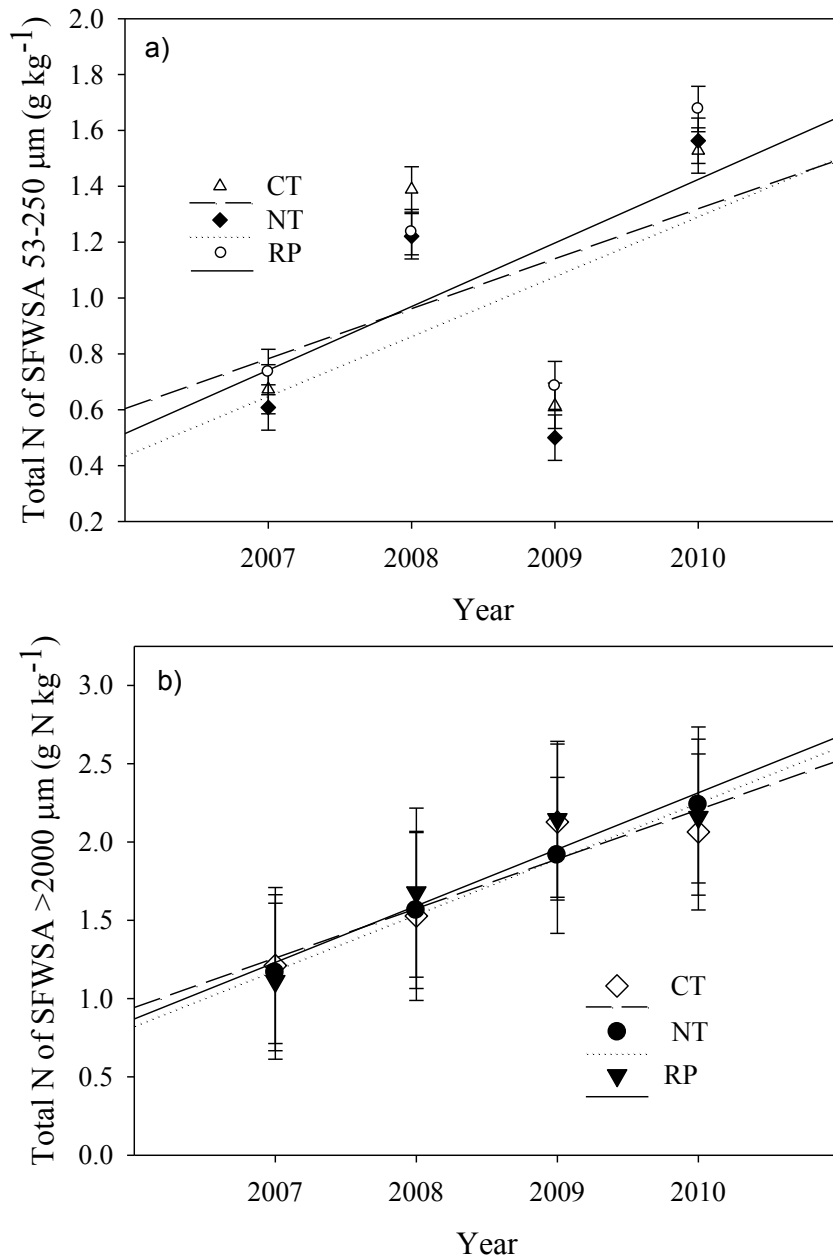 a)
Total N of SFWSA 53-250 µm (g kg⁻¹)
2.0
1.8
1.6
1.4
1.2
1.0
0.8
0.6
0.4
0.2
CT
NT
RP
2007 2008 2009 2010
Year
b)
Total N of SFWSA >2000 µm (g N kg⁻¹)
3.0
2.5
2.0
1.5
1.0
0.5
0.0
CT
NT
RP
2007 2008 2009 2010
Year